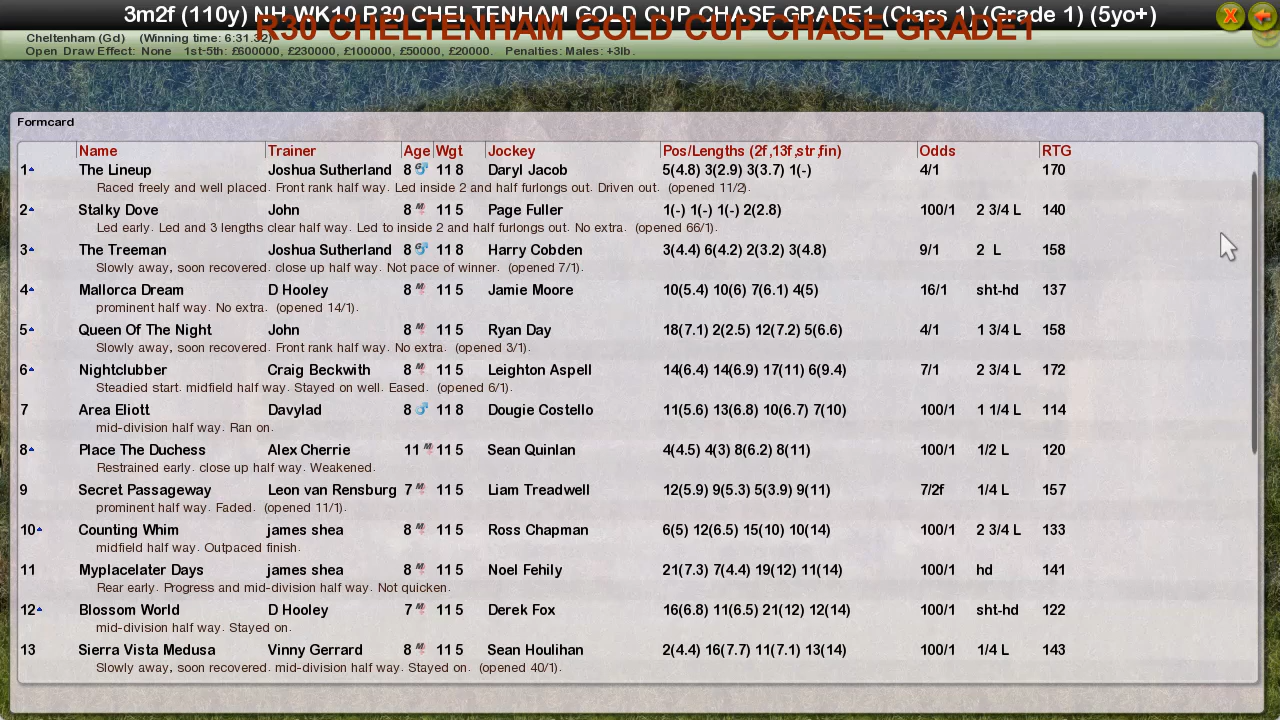 3m2f (110y) NH WK10 R30 CHELTENHAM GOLD CUP CHASE GRADE1 (Class 1) (Grade 1) (5yo+)
R30 CHELTENHAM GOLD CUP CHASE GRADE1
Cheltenham (Gd) (Winning time: 6:31.32)
Open Draw Effect: None 1st-5th: £600000, £230000, £100000, £50000, £20000. Penalties: Males: +3lb.
Formcard
Name Trainer Age Wgt Jockey Pos/Lengths (2f,13f,str,fin) Odds RTG
1 The Lineup Joshua Sutherland 8 11 8 Daryl Jacob 5(4.8) 3(2.9) 3(3.7) 1(-) 4/1 170
Raced freely and well placed. Front rank half way. Led inside 2 and half furlongs out. Driven out. (opened 11/2).
2 Stalky Dove John 8 11 5 Page Fuller 1(-) 1(-) 1(-) 2(2.8) 100/1 2 3/4 L 140
Led early. Led and 3 lengths clear half way. Led to inside 2 and half furlongs out. No extra. (opened 66/1).
3 The Treeman Joshua Sutherland 8 11 8 Harry Cobden 3(4.4) 6(4.2) 2(3.2) 3(4.8) 9/1 2 L 158
Slowly away, soon recovered. close up half way. Not pace of winner. (opened 7/1).
4 Mallorca Dream D Hooley 8 11 5 Jamie Moore 10(5.4) 10(6) 7(6.1) 4(5) 16/1 sht-hd 137
prominent half way. No extra. (opened 14/1).
5 Queen Of The Night John 8 11 5 Ryan Day 18(7.1) 2(2.5) 12(7.2) 5(6.6) 4/1 1 3/4 L 158
Slowly away, soon recovered. Front rank half way. No extra. (opened 3/1).
6 Nightclubber Craig Beckwith 8 11 5 Leighton Aspell 14(6.4) 14(6.9) 17(11) 6(9.4) 7/1 2 3/4 L 172
Steadied start. midfield half way. Stayed on well. Eased. (opened 6/1).
7 Area Eliott Davylad 8 11 8 Dougie Costello 11(5.6) 13(6.8) 10(6.7) 7(10) 100/1 1 1/4 L 114
mid-division half way. Ran on.
8 Place The Duchess Alex Cherrie 11 11 5 Sean Quinlan 4(4.5) 4(3) 8(6.2) 8(11) 100/1 1/2 L 120
Restrained early. close up half way. Weakened.
9 Secret Passageway Leon van Rensburg 7 11 5 Liam Treadwell 12(5.9) 9(5.3) 5(3.9) 9(11) 7/2f 1/4 L 157
prominent half way. Faded. (opened 11/1).
10 Counting Whim james shea 8 11 5 Ross Chapman 6(5) 12(6.5) 15(10) 10(14) 100/1 2 3/4 L 133
midfield half way. Outpaced finish.
11 Myplacelater Days james shea 8 11 5 Noel Fehily 21(7.3) 7(4.4) 19(12) 11(14) 100/1 hd 141
Rear early. Progress and mid-division half way. Not quicken.
12 Blossom World D Hooley 7 11 5 Derek Fox 16(6.8) 11(6.5) 21(12) 12(14) 100/1 sht-hd 122
mid-division half way. Stayed on.
13 Sierra Vista Medusa Vinny Gerrard 8 11 5 Sean Houlihan 2(4.4) 16(7.7) 11(7.1) 13(14) 100/1 1/4 L 143
Slowly away, soon recovered. mid-division half way. Stayed on. (opened 40/1).